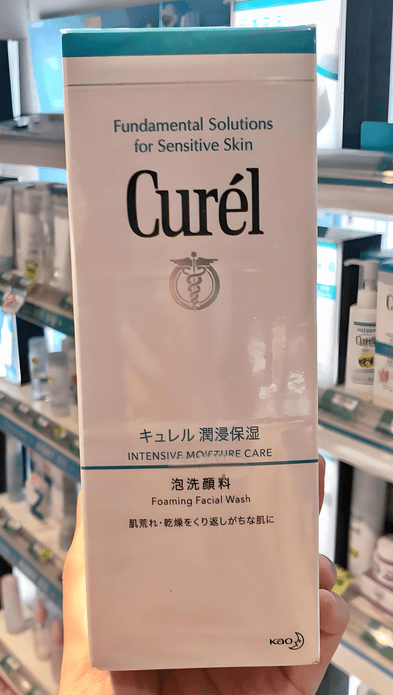 Fundamental Solutions
for Sensitive Skin
Curél
キュレル 潤浸保湿
INTENSIVE MOISTURE CARE
泡洗顔料
Foaming Facial Wash
肌荒れ・乾燥をくり返しがちな肌に
Kao
Curél